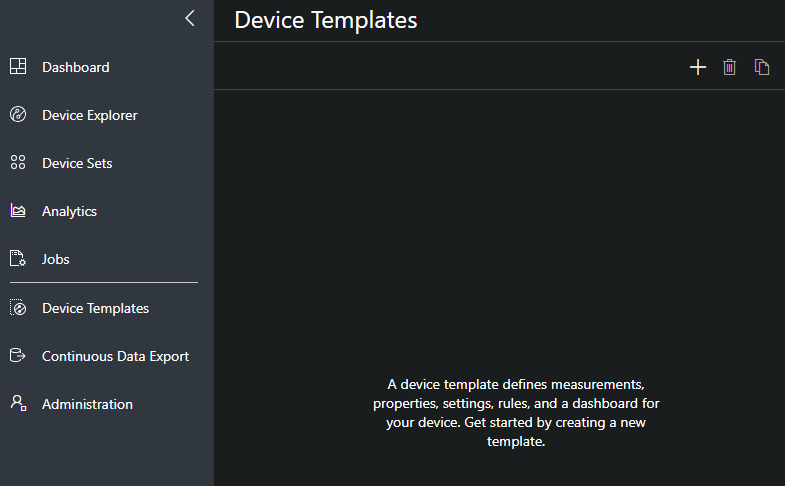 Device Templates
Dashboard
Device Explorer
Device Sets
Analytics
Jobs
Device Templates
Continuous Data Export
Administration
A device template defines measurements,
properties, settings, rules, and a dashboard for
your device. Get started by creating a new
template.